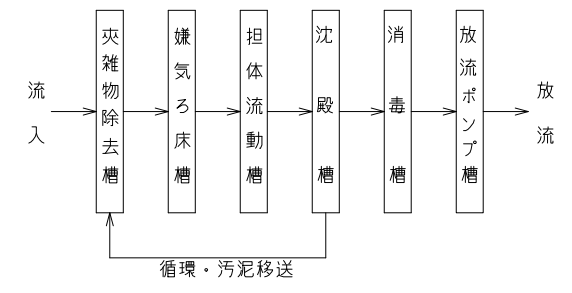 流入
夾雑物除去槽
嫌気ろ床槽
担体流動槽
沈殿槽
消毒槽
放流ポンプ槽
放流
循環・汚泥移送